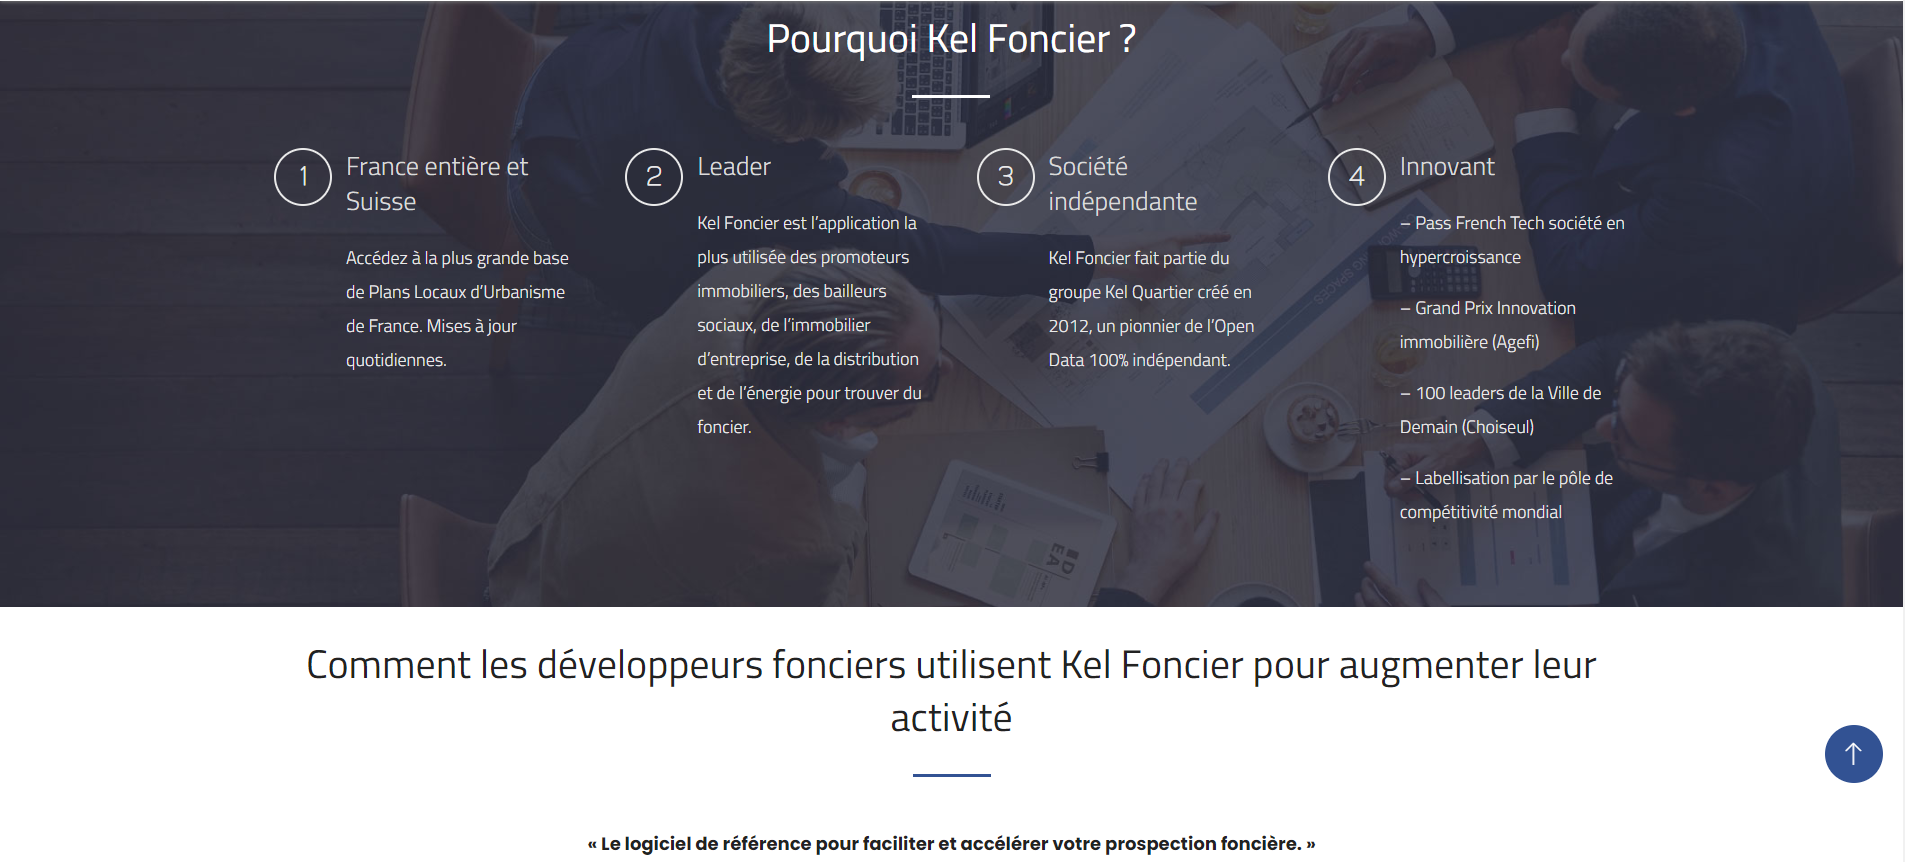 Pourquoi Kel Foncier ?
1
France entière et
Suisse
Accédez à la plus grande base
de Plans Locaux d’Urbanisme
de France. Mises à jour
quotidiennes.
2
Leader
Kel Foncier est l’application la
plus utilisée des promoteurs
immobiliers, des bailleurs
sociaux, de l’immobilier
d’entreprise, de la distribution
et de l’énergie pour trouver du
foncier.
3
Société
indépendante
Kel Foncier fait partie du
groupe Kel Quartier créé en
2012, un pionnier de l’Open
Data 100% indépendant.
4
Innovant
– Pass French Tech société en
hypercroissance
– Grand Prix Innovation
immobilière (Agefi)
– 100 leaders de la Ville de
Demain (Choiseul)
– Labellisation par le pôle de
compétitivité mondial
Comment les développeurs fonciers utilisent Kel Foncier pour augmenter leur
activité
« Le logiciel de référence pour faciliter et accélérer votre prospection foncière. »